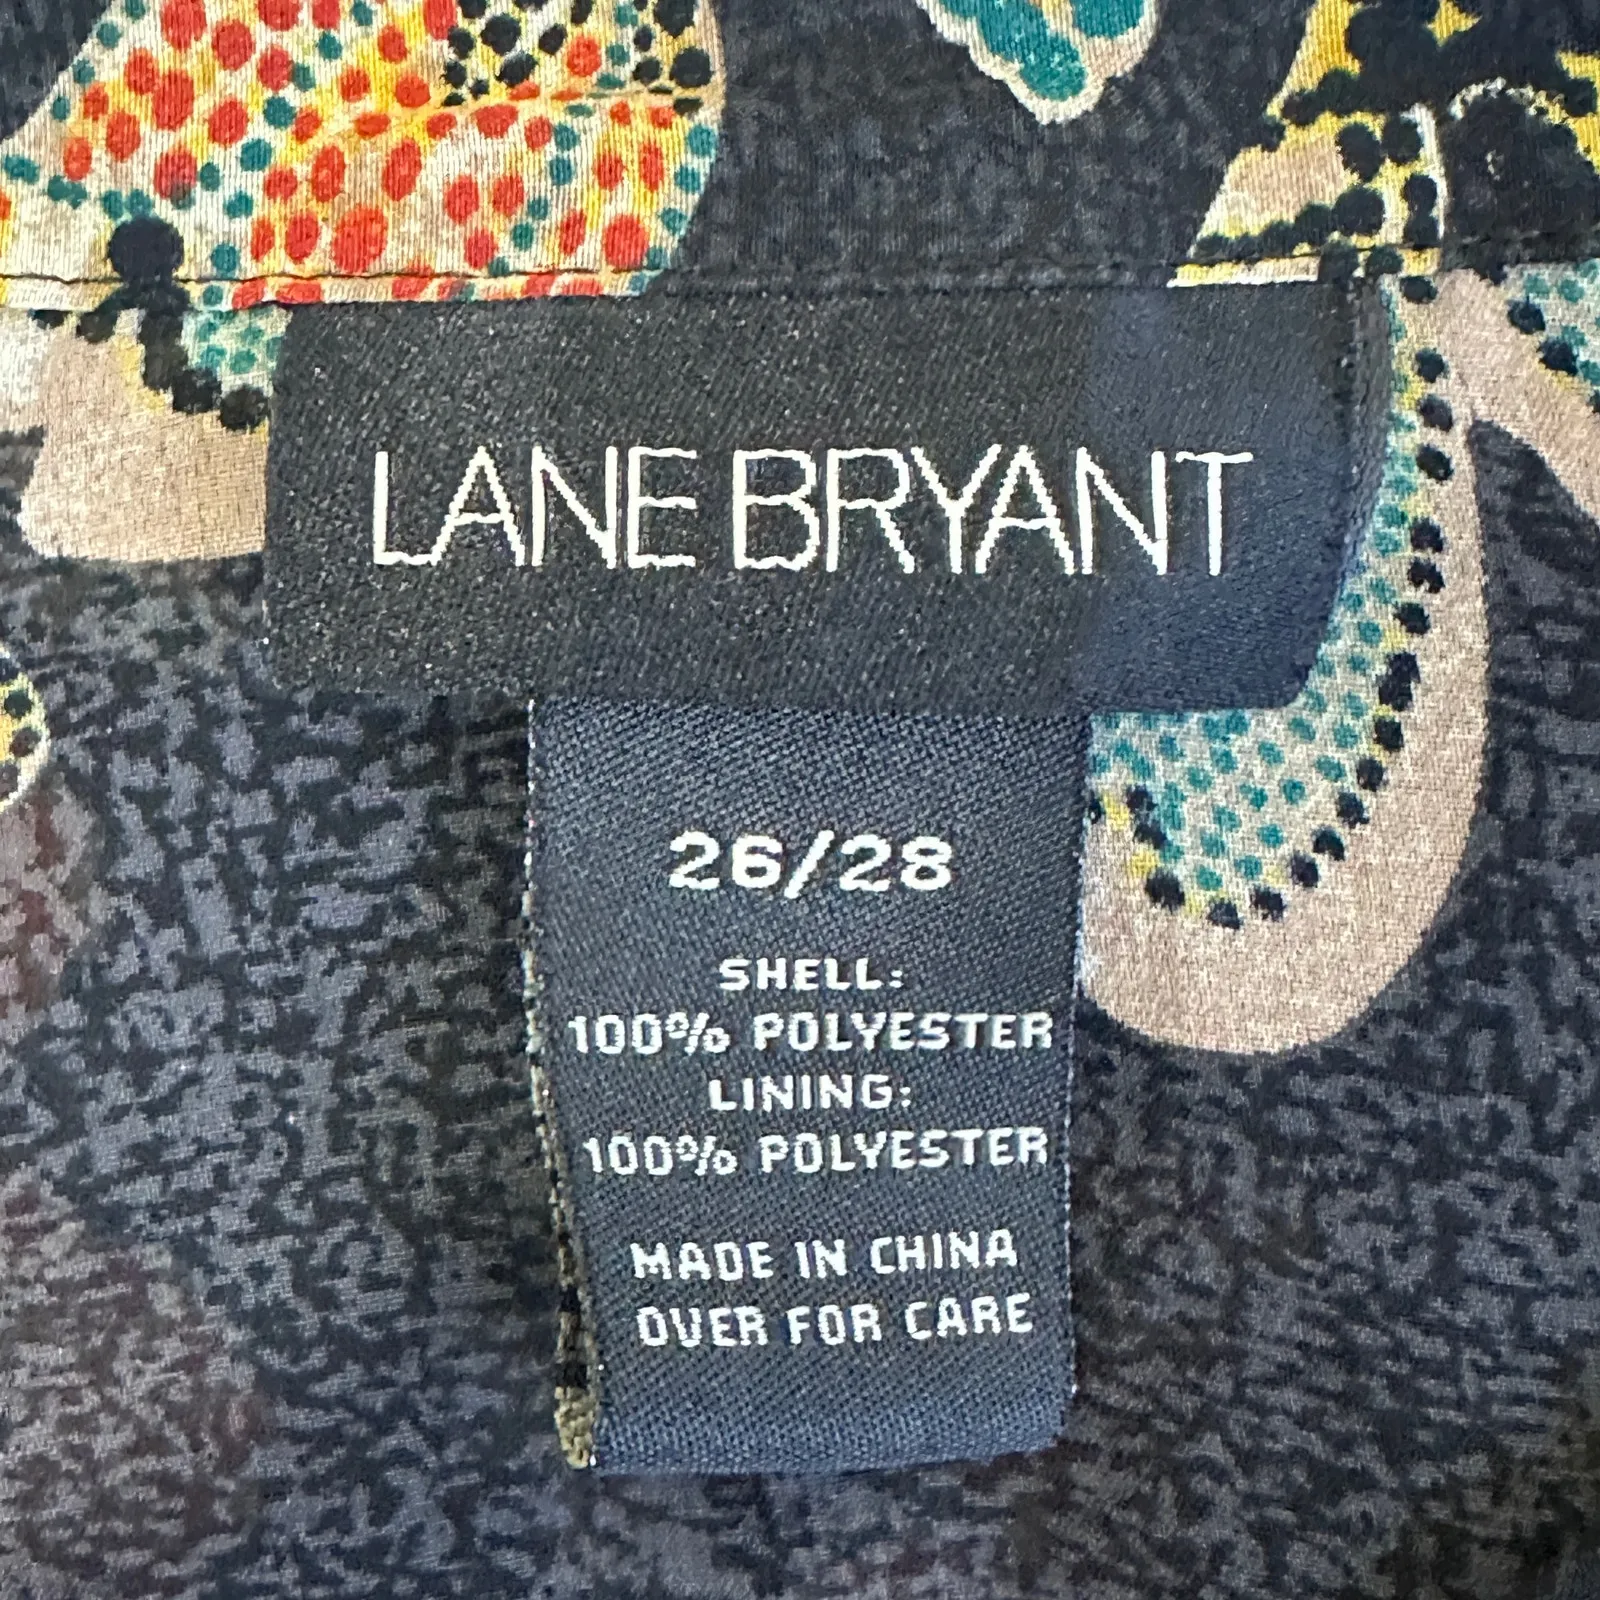 LANE BRYANT
26/28
SHELL:
100% POLYESTER
LINING:
100% POLYESTER
MADE IN CHINA
OVER FOR CARE